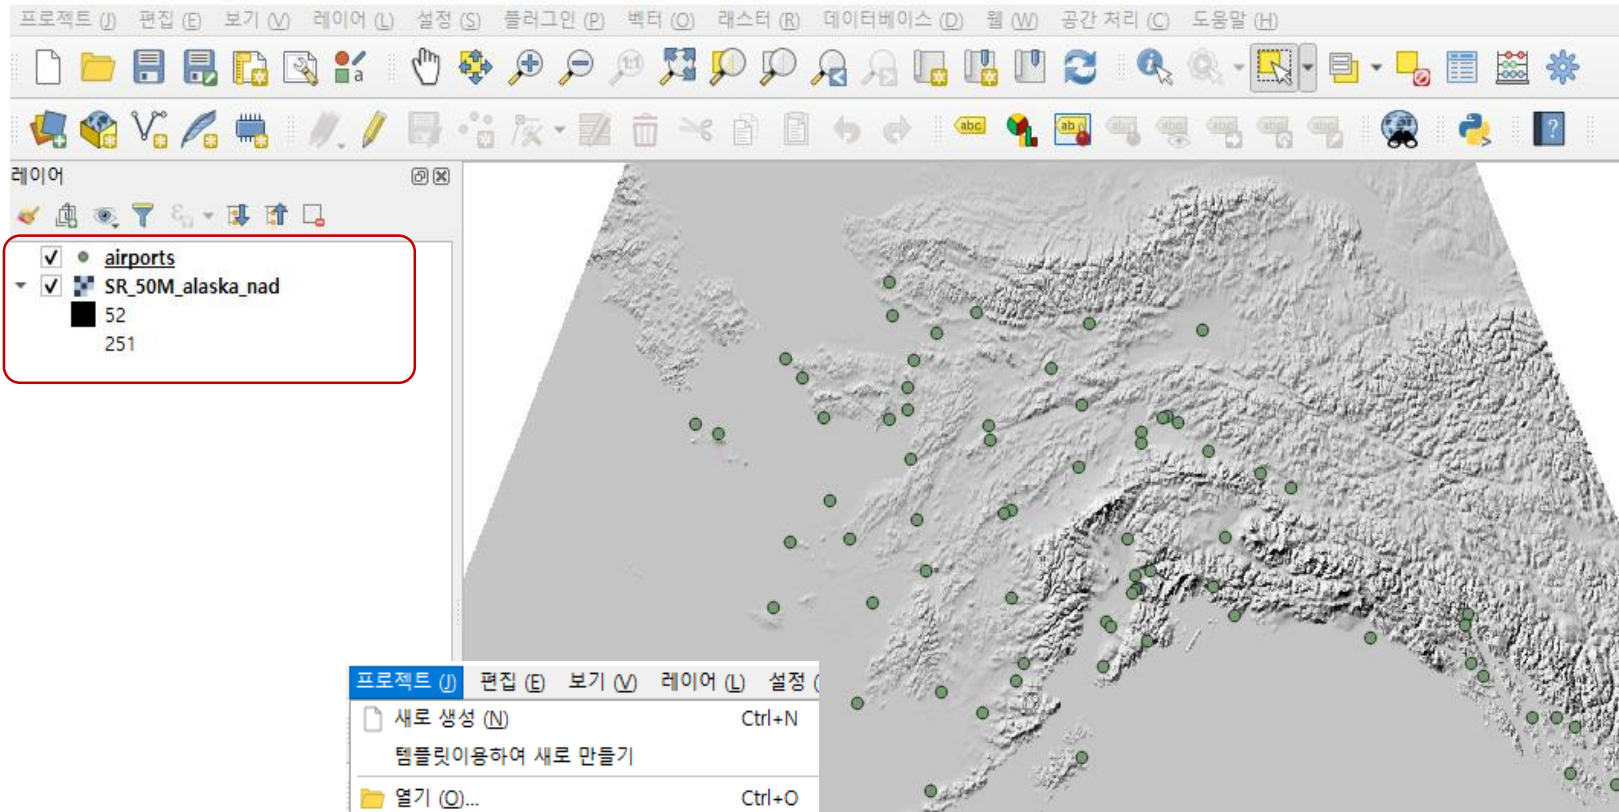 프로젝트 (J) 편집 (E) 보기 (V) 레이어 (L) 설정 (S) 플러그인 (P) 벡터 (O) 래스터 (R) 데이터베이스 (D) 웹 (W) 공간 처리 (C) 도움말 (H)
1:1
a
abc
ab
?
레이어
airports
SR_50M_alaska_nad
52
251
프로젝트 (J) 편집 (E) 보기 (V) 레이어 (L) 설정 (
새로 생성 (N) Ctrl+N
템플릿이용하여 새로 만들기
열기 (O)... Ctrl+O